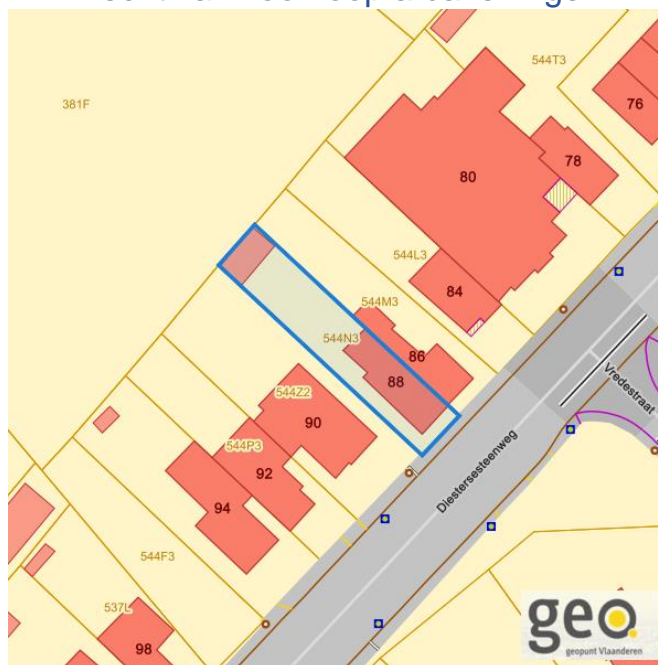 544T3
381F
76
78
80
544L3
84
544M3
544N3
86
88
Vredestraat
544Z2
90
544P3
92
94
Diestersesteenweg
544F3
537L
98
geo
geopunt Vlaanderen